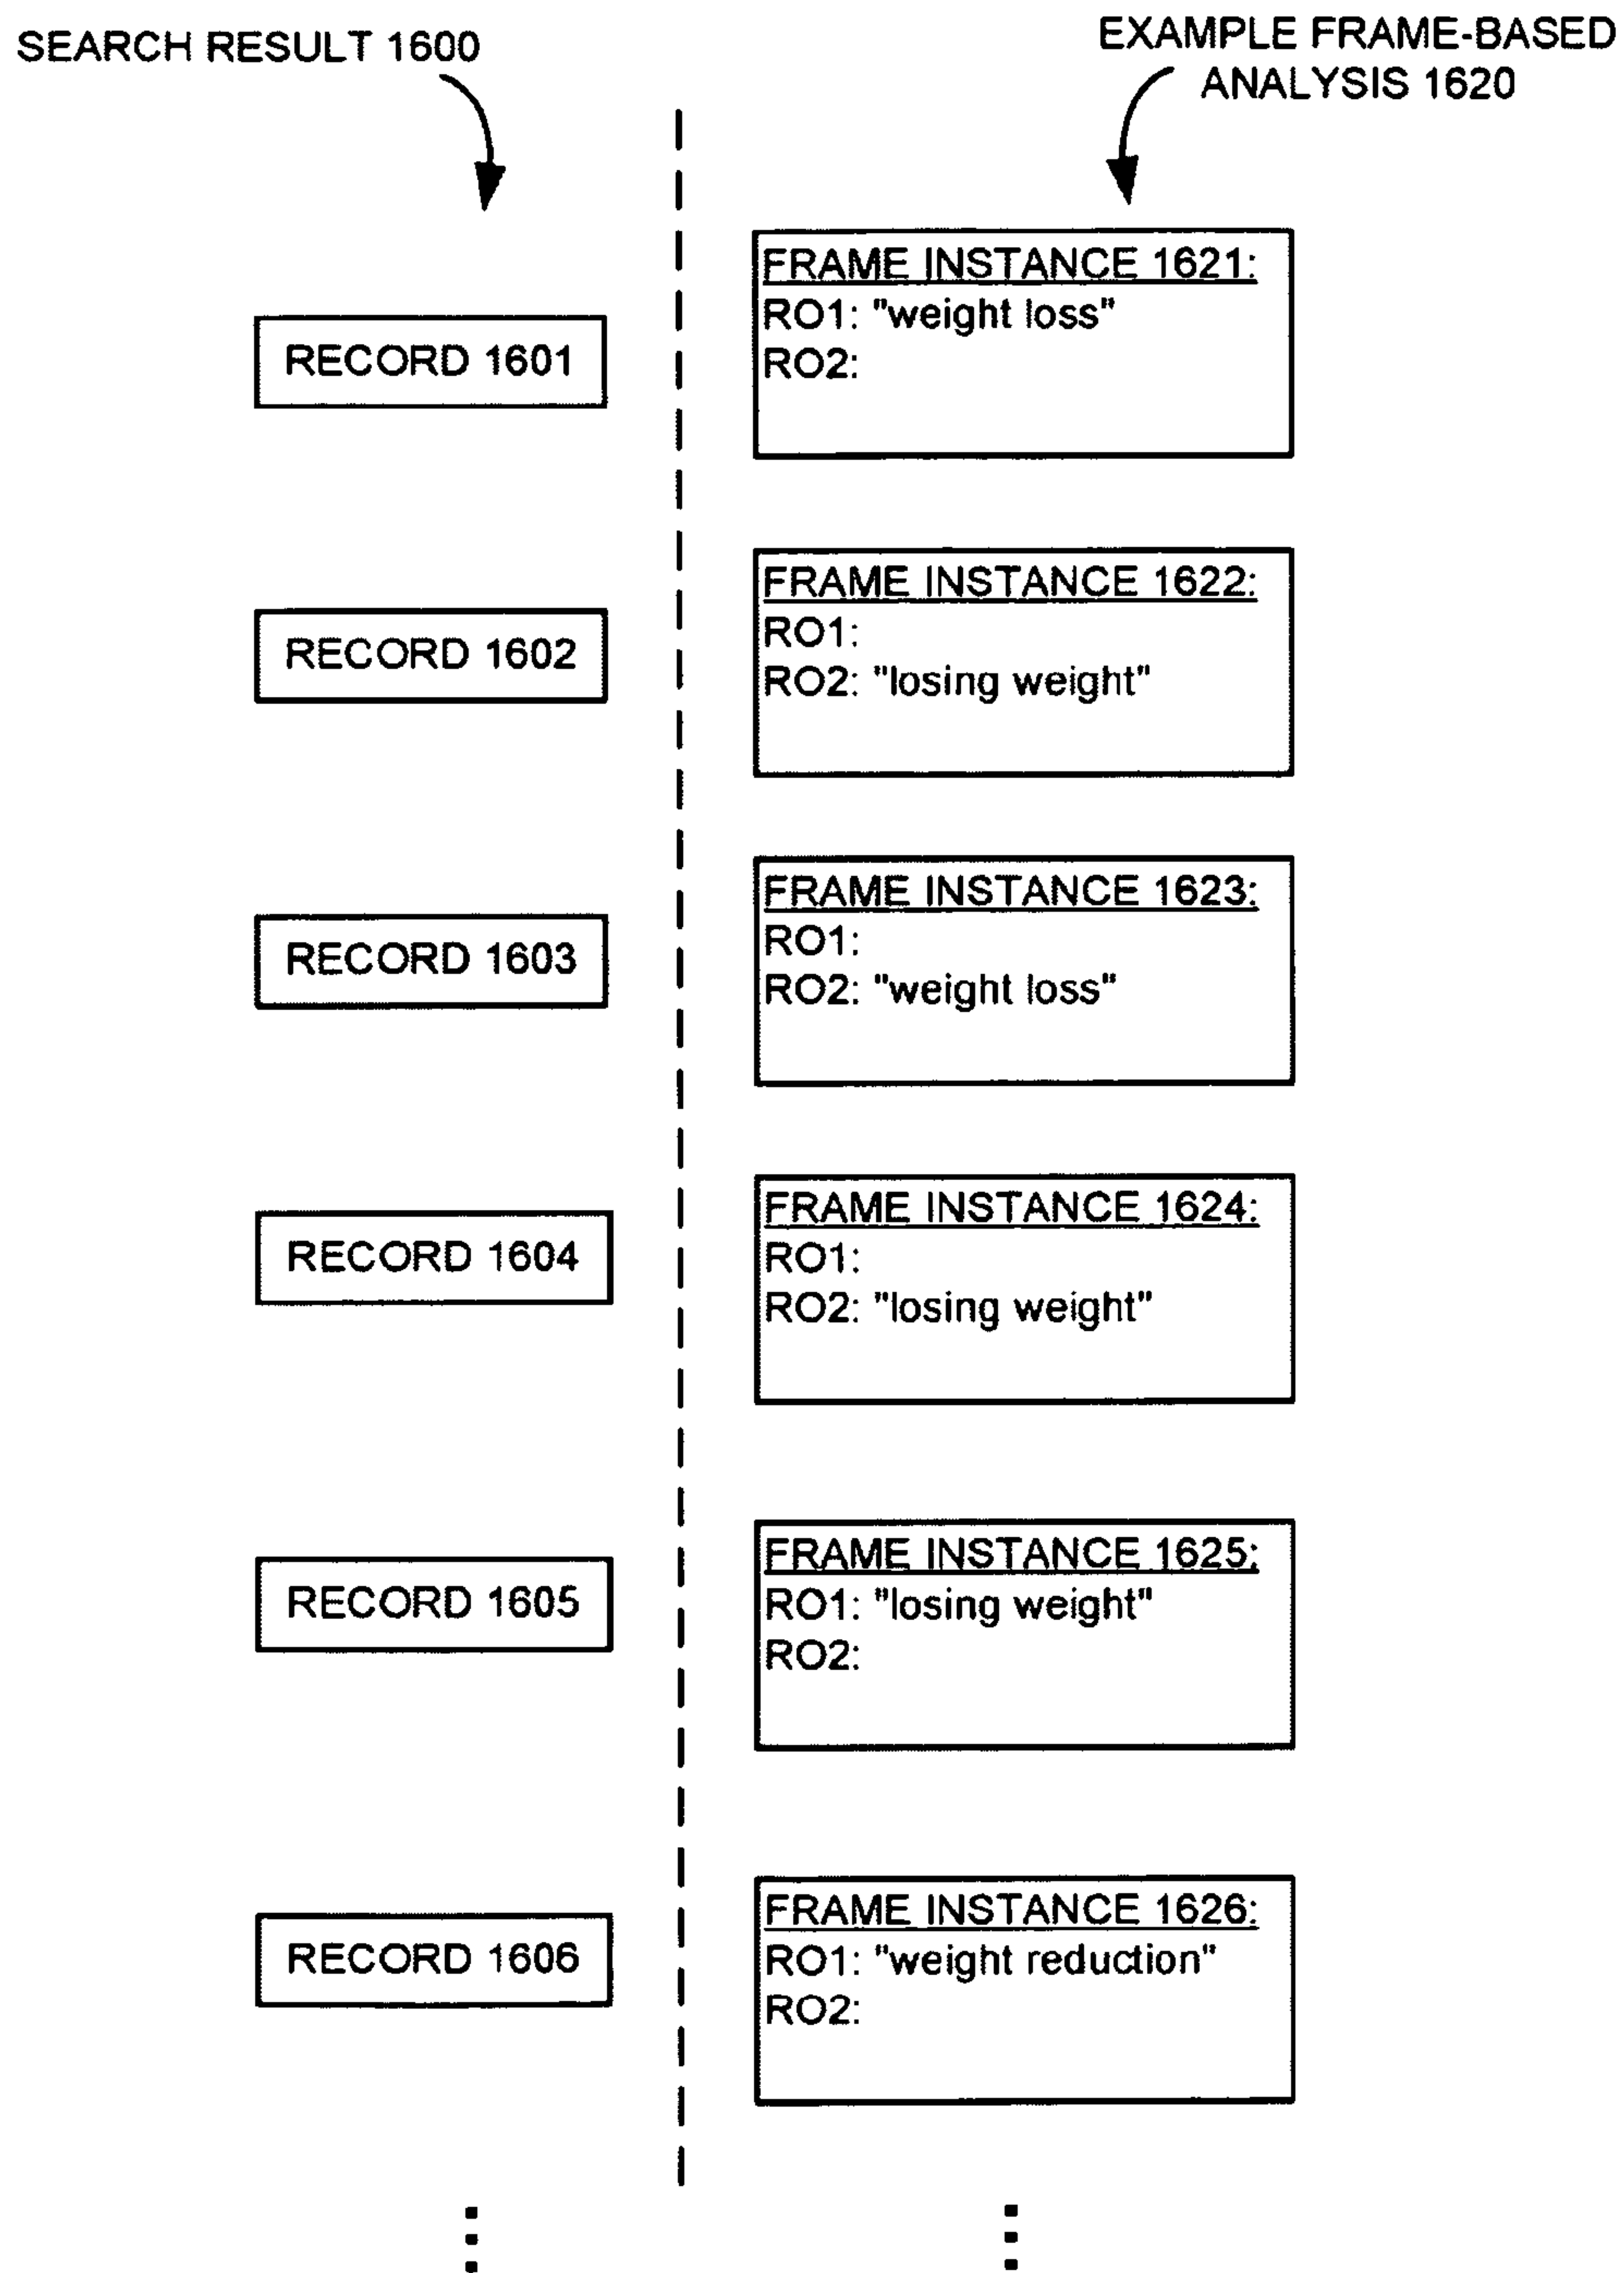 SEARCH RESULT 1600
EXAMPLE FRAME-BASED
ANALYSIS 1620
RECORD 1601
FRAME INSTANCE 1621:
RO1: "weight loss"
RO2:
RECORD 1602
FRAME INSTANCE 1622:
RO1:
RO2: "losing weight"
RECORD 1603
FRAME INSTANCE 1623:
RO1:
RO2: "weight loss"
RECORD 1604
FRAME INSTANCE 1624:
RO1:
RO2: "losing weight"
RECORD 1605
FRAME INSTANCE 1625:
RO1: "losing weight"
RO2:
RECORD 1606
FRAME INSTANCE 1626:
RO1: "weight reduction"
RO2: